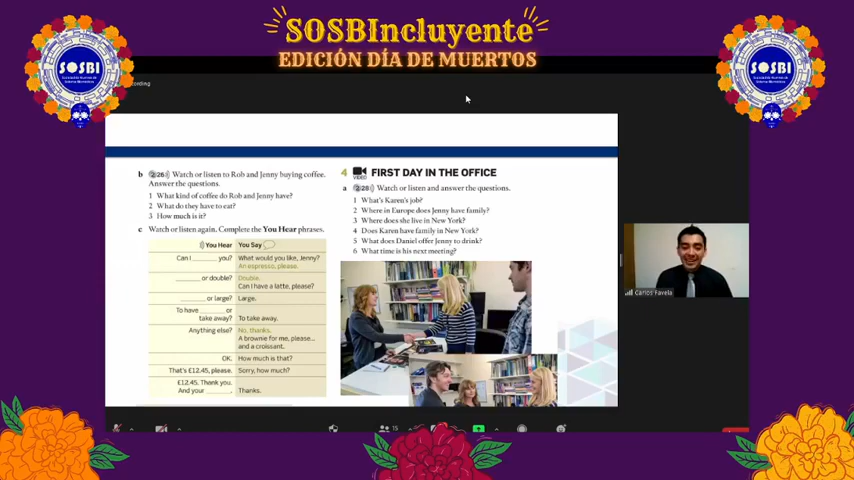 SOSBIncluyente
EDICIÓN DÍA DE MUERTOS
SOSBI
SOSBI
cording
b 2 26 Watch or listen to Rob and Jenny buying coffee.
Answer the questions.
1 What kind of coffee do Rob and Jenny have?
2 What do they have to eat?
3 How much is it?
c Watch or listen again. Complete the You Hear phrases.
You Hear You Say
Can I ______ you? What would you like, Jenny?
An espresso, please.
______ or double? Double.
Can I have a latte, please?
______ or large? Large.
To have ______ or
take away? To take away.
Anything else? No, thanks.
A brownie for me, please...
and a croissant.
OK. How much is that?
That's £12.45, please. Sorry, how much?
£12.45. Thank you.
And your ______. Thanks.
4 VIDEO FIRST DAY IN THE OFFICE
a 2 28 Watch or listen and answer the questions.
1 What's Karen's job?
2 Where in Europe does Jenny have family?
3 Where does she live in New York?
4 Does Karen have family in New York?
5 What does Daniel offer Jenny to drink?
6 What time is his next meeting?
Carlos Favela
15